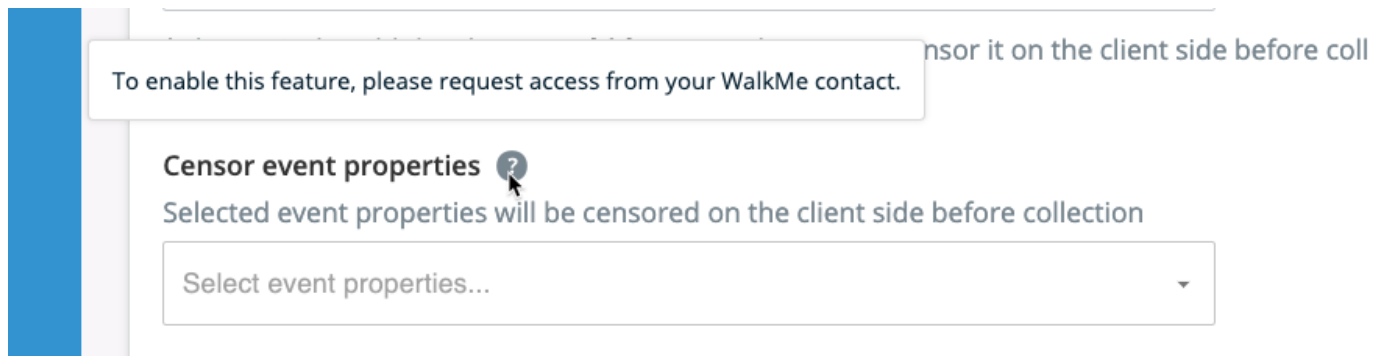 nsor it on the client side before coll
To enable this feature, please request access from your WalkMe contact.
Censor event properties ?
Selected event properties will be censored on the client side before collection
Select event properties...